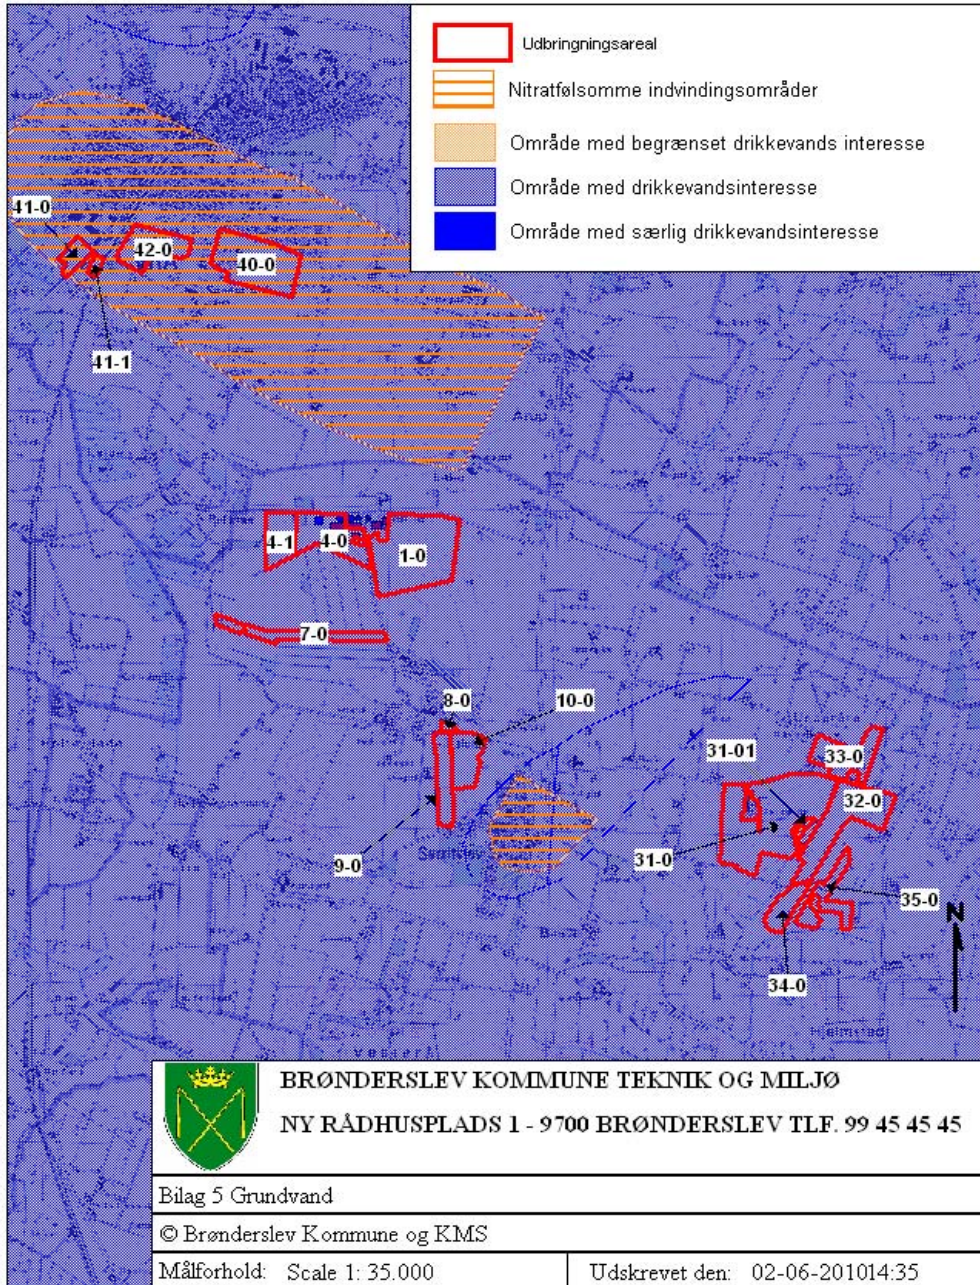 Udbringningsareal
Nitratfølsomme indvindingsområder
Område med begrænset drikkevands interesse
Område med drikkevandsinteresse
Område med særlig drikkevandsinteresse
41-0
42-0
40-0
41-1
4-1
4-0
1-0
7-0
8-0
10-0
31-01
33-0
32-0
31-0
9-0
35-0
N
34-0
BRØNDERSLEV KOMMUNE TEKNIK OG MILJØ
NY RÅDHUSPLADS 1 - 9700 BRØNDERSLEV TLF. 99 45 45 45
Bilag 5 Grundvand
© Brønderslev Kommune og KMS
Målforhold: Scale 1: 35.000
Udskrevet den: 02-06-201014:35